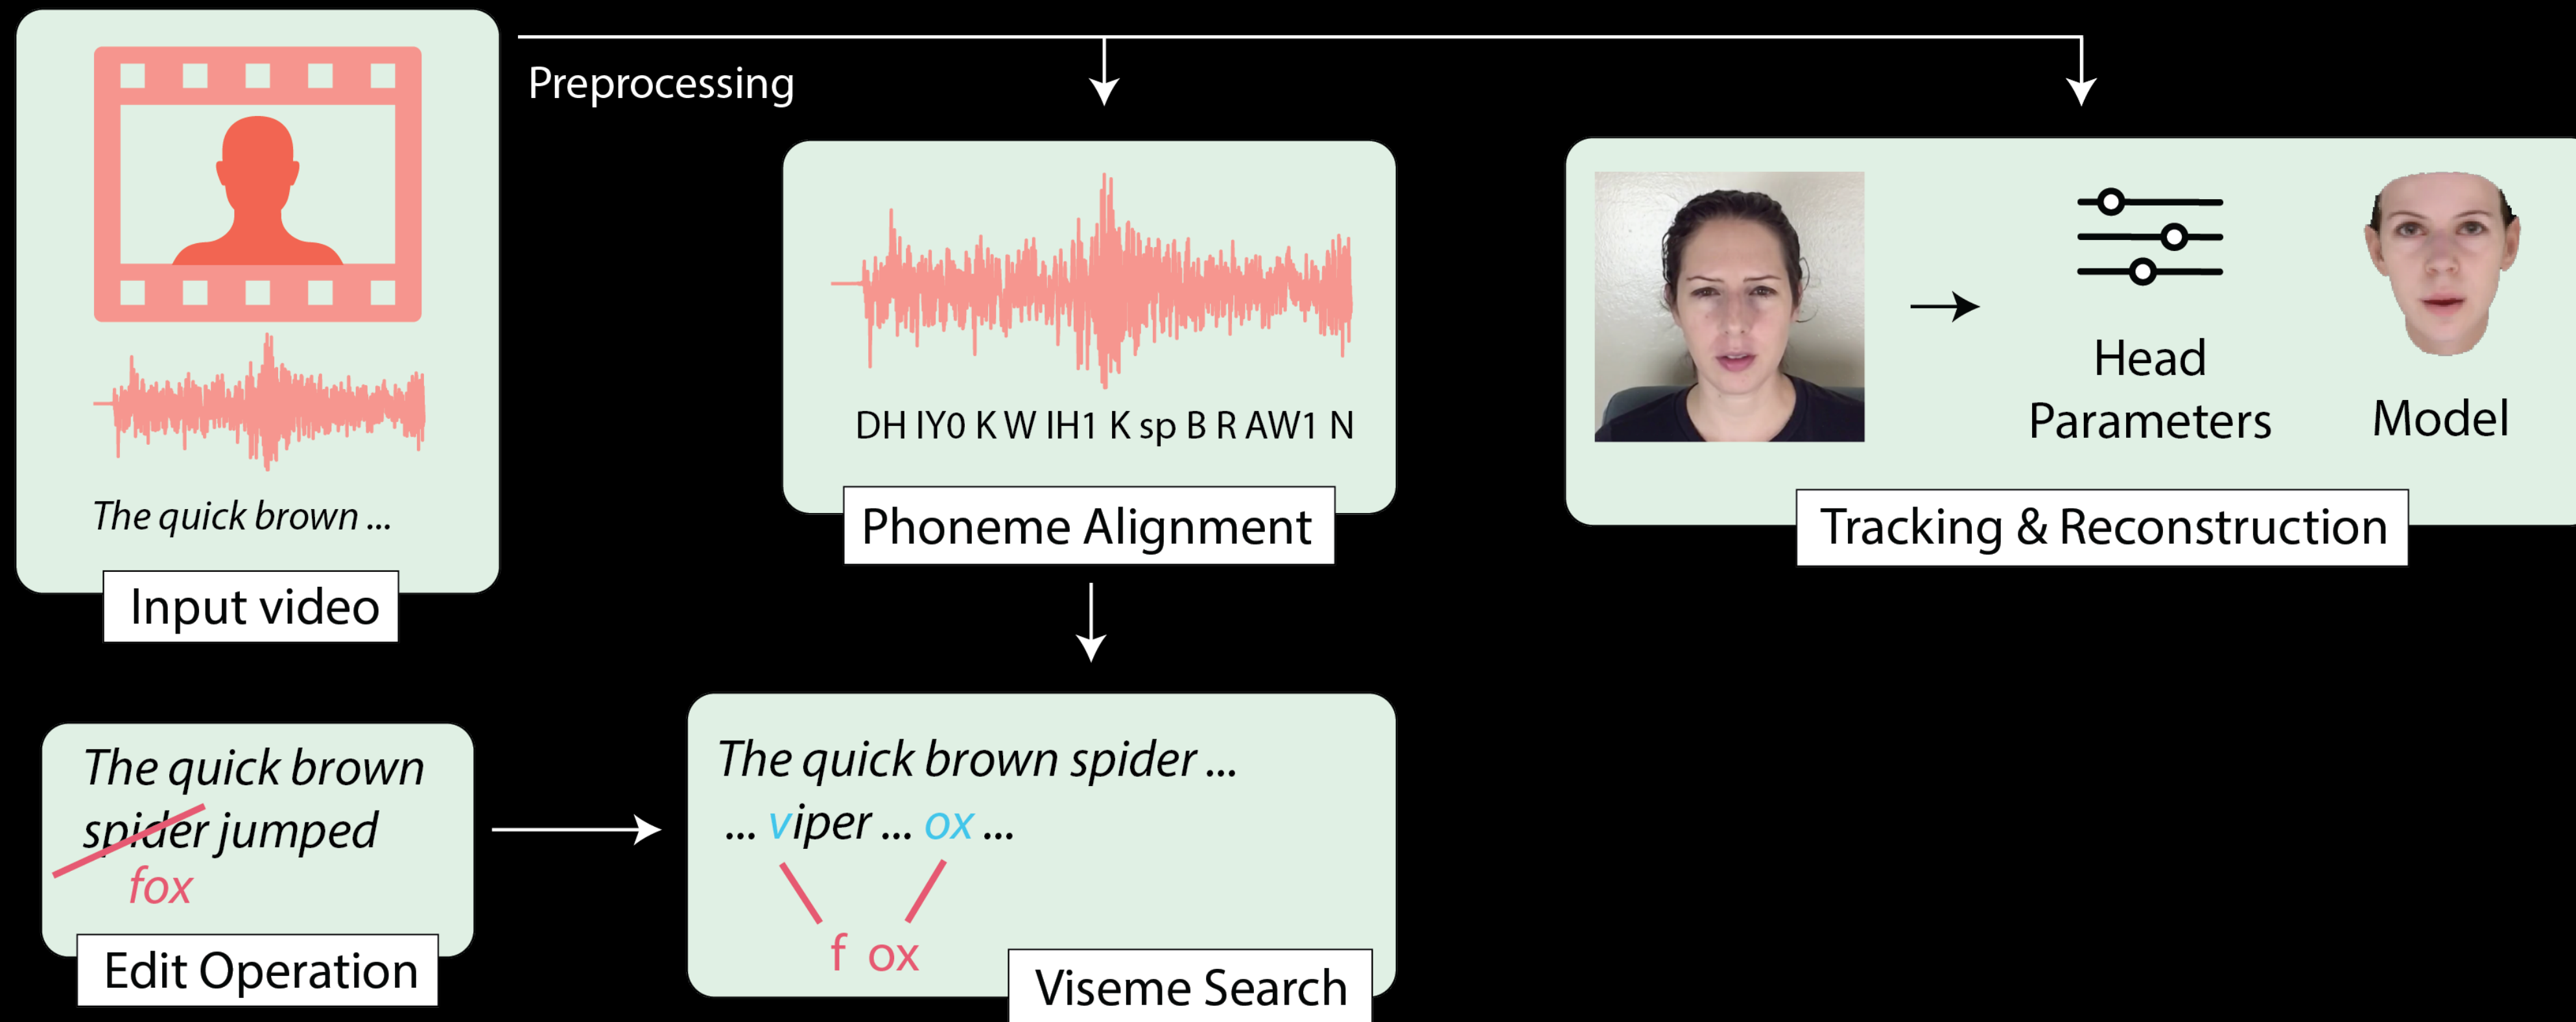 Preprocessing
The quick brown ...
Input video
DH IY0 K W IH1 K sp B R AW1 N
Phoneme Alignment
Head
Parameters
Model
Tracking & Reconstruction
The quick brown
spider jumped
fox
Edit Operation
The quick brown spider ...
... viper ... ox ...
f ox
Viseme Search